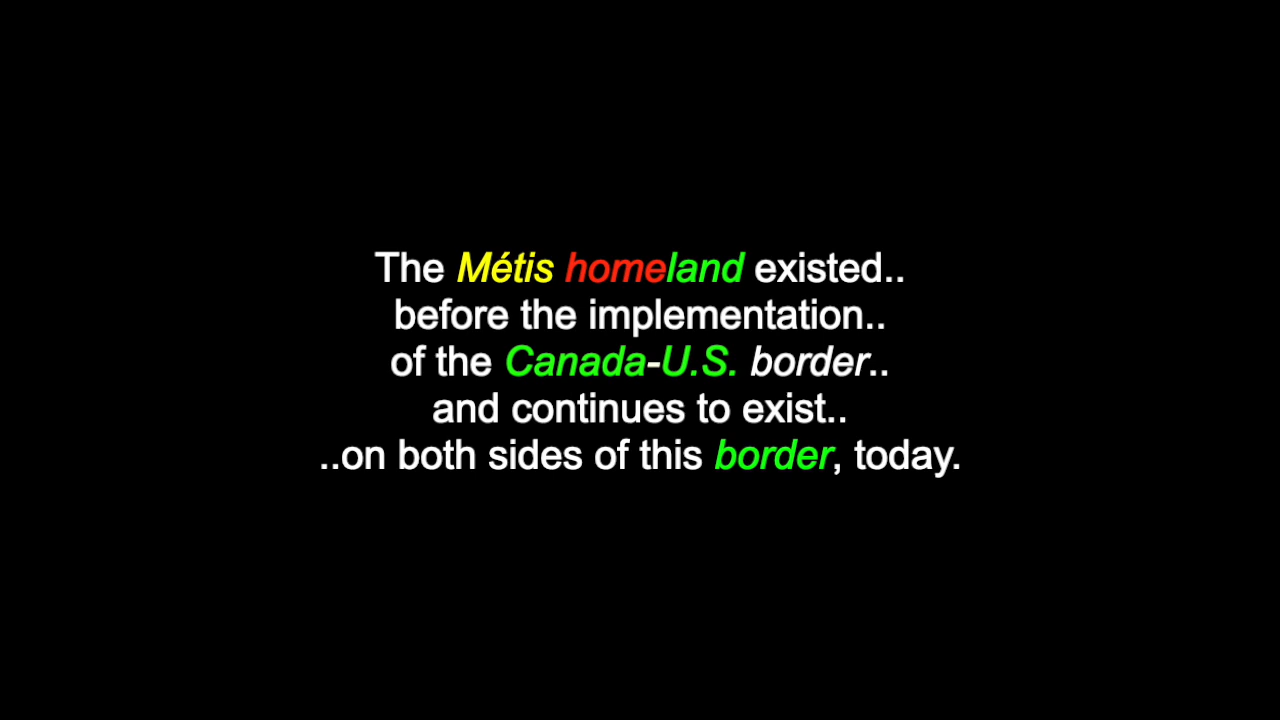 The Métis homeland existed..
before the implementation..
of the Canada-U.S. border..
and continues to exist..
..on both sides of this border, today.